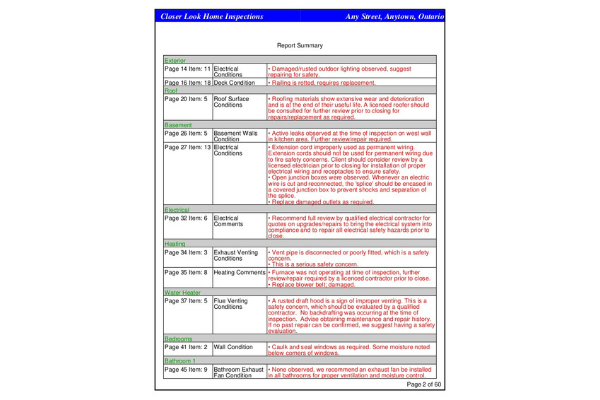 Closer Look Home Inspections Any Street, Anytown, Ontario
Report Summary
Exterior
Page 14 Item: 11 Electrical Conditions • Damaged/rusted outdoor lighting observed, suggest
repairing for safety.
Page 16 Item: 18 Deck Condition • Railing is rotted, requires replacement.
Roof
Page 20 Item: 5 Roof Surface Conditions • Roofing materials show extensive wear and deterioration
and is at the end of their useful life. A licensed roofer should
be consulted for further review prior to closing for
repairs/replacement as required.
Basement
Page 26 Item: 5 Basement Walls Condition • Active leaks observed at the time of inspection on west wall
in kitchen area. Further review/repair required.
Page 27 Item: 13 Electrical Conditions • Extension cord improperly used as permanent wiring.
Extension cords should not be used for permanent wiring due
to fire safety concerns. Client should consider review by a
licensed electrician prior to closing for installation of proper
electrical wiring and receptacles to ensure safety.
• Open junction boxes were observed. Whenever an electric
wire is cut and reconnected, the 'splice' should be encased in
a covered junction box to prevent shocks and separation of
the splice.
• Replace damaged outlets as required.
Electrical
Page 32 Item: 6 Electrical Comments • Recommend full review by qualified electrical contractor for
quotes on upgrades/repairs to bring the electrical system into
compliance and to repair all electrical safety hazards prior to
close.
Heating
Page 34 Item: 3 Exhaust Venting Conditions • Vent pipe is disconnected or poorly fitted, which is a safety
concern.
• This is a serious safety concern.
Page 35 Item: 8 Heating Comments • Furnace was not operating at time of inspection, further
review/repair required by a licensed contractor prior to close.
• Replace blower belt; damaged.
Water Heater
Page 37 Item: 5 Flue Venting Conditions • A rusted draft hood is a sign of improper venting. This is a
safety concern, which should be evaluated by a qualified
contractor. No backdrafting was occurring at the time of
inspection. Advise obtaining maintenance and repair history.
If no past repair can be confirmed, we suggest having a safety
evaluation.
Bedrooms
Page 41 Item: 2 Wall Condition • Caulk and seal windows as required. Some moisture noted
below corners of windows.
Bathroom 1
Page 45 Item: 9 Bathroom Exhaust Fan Condition • None observed, we recommend an exhaust fan be installed
in all bathrooms for proper ventilation and moisture control.
Page 2 of 60